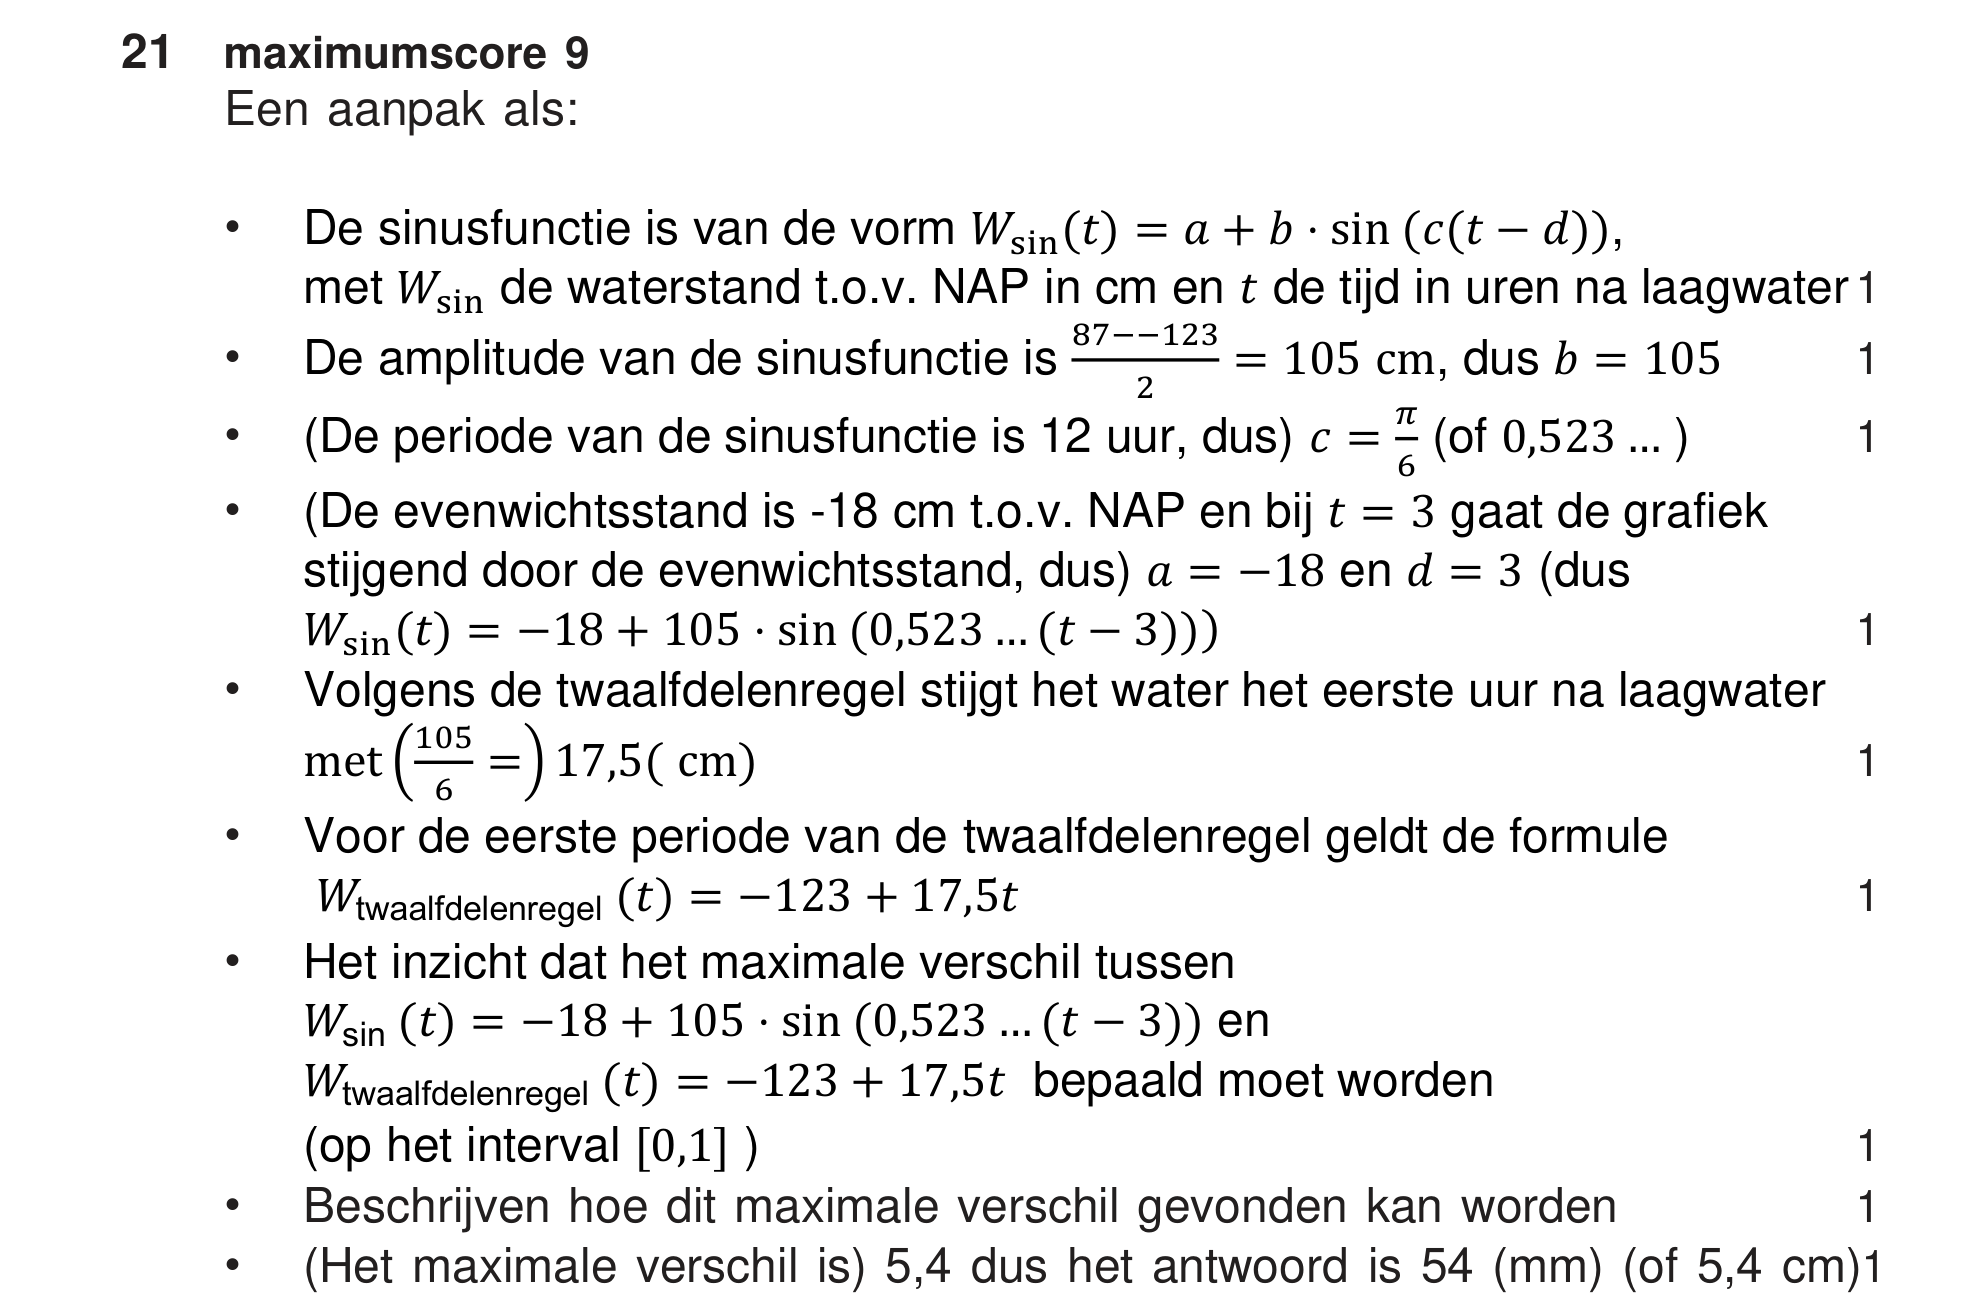 21 maximumscore 9
Een aanpak als:
• De sinusfunctie is van de vorm W_sin(t) = a + b · sin (c(t − d)),
met W_sin de waterstand t.o.v. NAP in cm en t de tijd in uren na laagwater 1
• De amplitude van de sinusfunctie is (87−−123)/2 = 105 cm, dus b = 105 1
• (De periode van de sinusfunctie is 12 uur, dus) c = π/6 (of 0,523 ... ) 1
• (De evenwichtsstand is -18 cm t.o.v. NAP en bij t = 3 gaat de grafiek
stijgend door de evenwichtsstand, dus) a = −18 en d = 3 (dus
W_sin(t) = −18 + 105 · sin (0,523 ... (t − 3))) 1
• Volgens de twaalfdelenregel stijgt het water het eerste uur na laagwater
met (105/6 =) 17,5( cm) 1
• Voor de eerste periode van de twaalfdelenregel geldt de formule
W_twaalfdelenregel (t) = −123 + 17,5t 1
• Het inzicht dat het maximale verschil tussen
W_sin (t) = −18 + 105 · sin (0,523 ... (t − 3)) en
W_twaalfdelenregel (t) = −123 + 17,5t bepaald moet worden
(op het interval [0,1] ) 1
• Beschrijven hoe dit maximale verschil gevonden kan worden 1
• (Het maximale verschil is) 5,4 dus het antwoord is 54 (mm) (of 5,4 cm)1